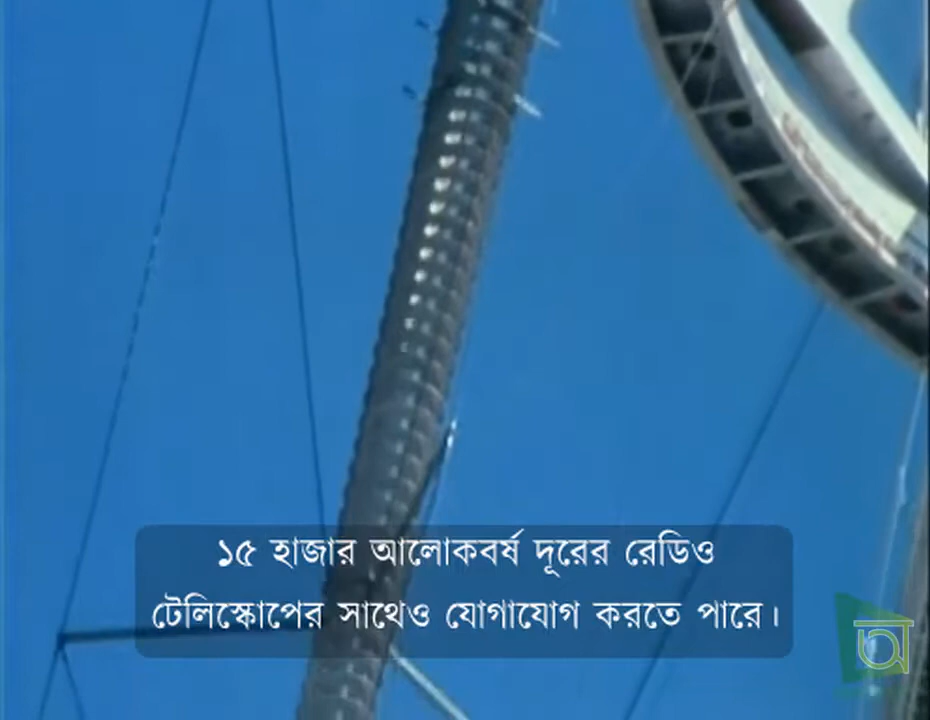 ১৫ হাজার আলোকবর্ষ দূরের রেডিও
টেলিস্কোপের সাথেও যোগাযোগ করতে পারে।
অ